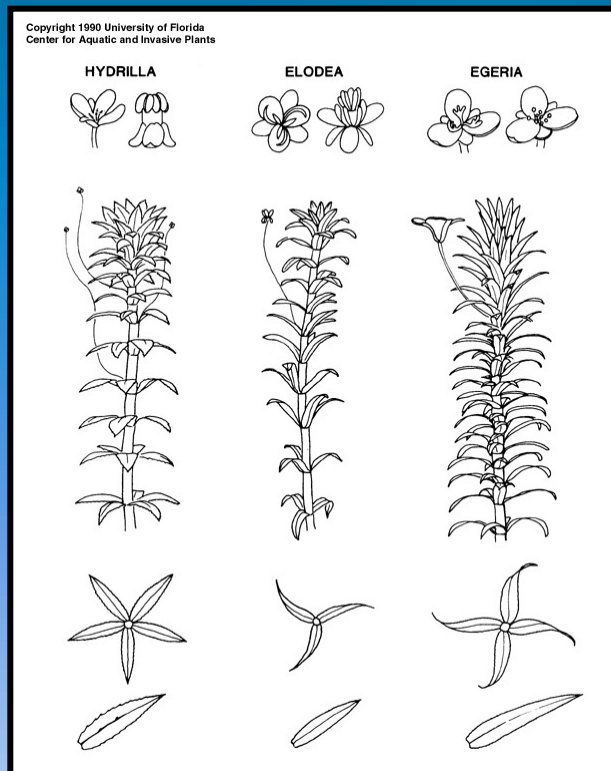 Copyright 1990 University of Florida
Center for Aquatic and Invasive Plants
HYDRILLA ELODEA EGERIA